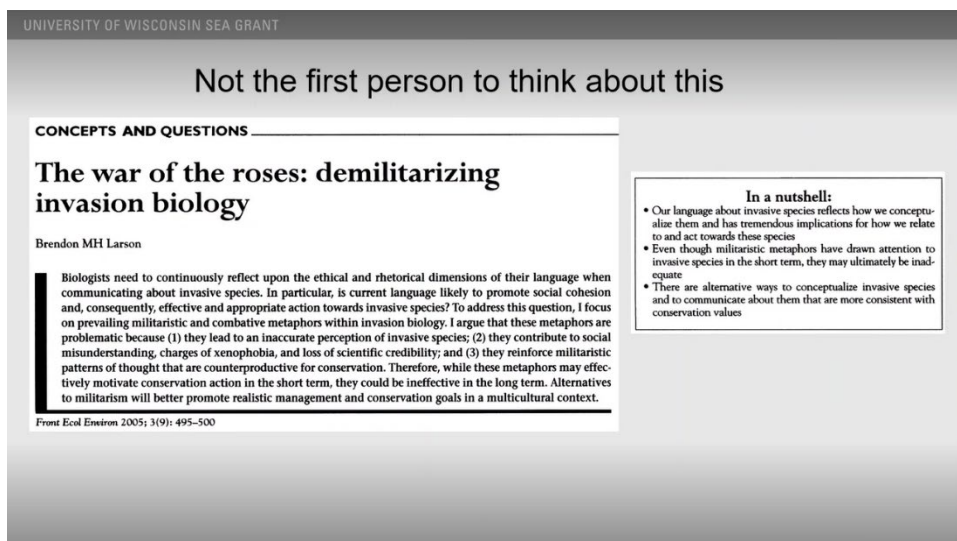 UNIVERSITY OF WISCONSIN SEA GRANT
Not the first person to think about this
CONCEPTS AND QUESTIONS
The war of the roses: demilitarizing
invasion biology
Brendon MH Larson
Biologists need to continuously reflect upon the ethical and rhetorical dimensions of their language when
communicating about invasive species. In particular, is current language likely to promote social cohesion
and, consequently, effective and appropriate action towards invasive species? To address this question, I focus
on prevailing militaristic and combative metaphors within invasion biology. I argue that these metaphors are
problematic because (1) they lead to an inaccurate perception of invasive species; (2) they contribute to social
misunderstanding, charges of xenophobia, and loss of scientific credibility; and (3) they reinforce militaristic
patterns of thought that are counterproductive for conservation. Therefore, while these metaphors may effec-
tively motivate conservation action in the short term, they could be ineffective in the long term. Alternatives
to militarism will better promote realistic management and conservation goals in a multicultural context.
Front Ecol Environ 2005; 3(9): 495–500
In a nutshell:
• Our language about invasive species reflects how we conceptu-
alize them and has tremendous implications for how we relate
to and act towards these species
• Even though militaristic metaphors have drawn attention to
invasive species in the short term, they may ultimately be inad-
equate
• There are alternative ways to conceptualize invasive species
and to communicate about them that are more consistent with
conservation values